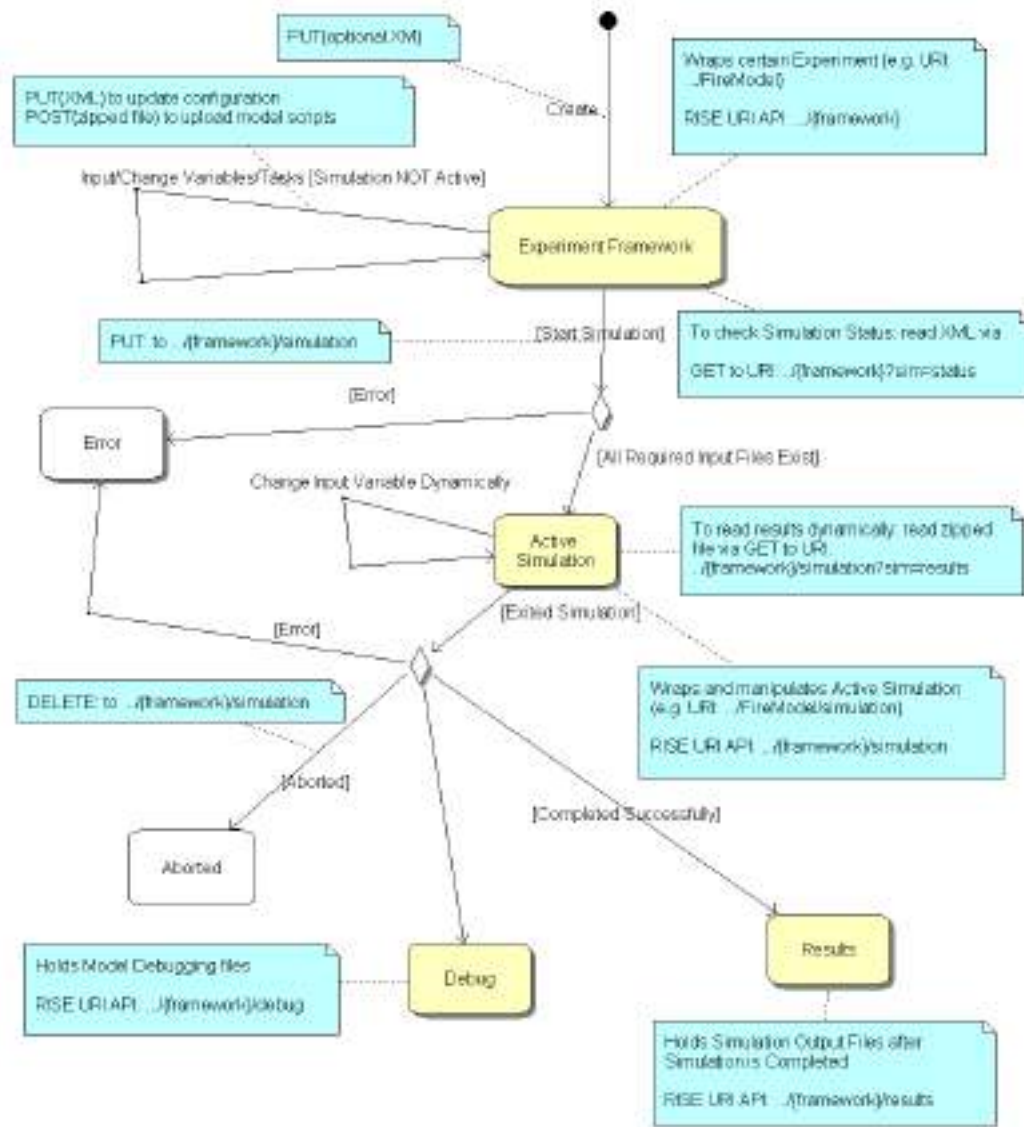 PUT(optional XM)
Wraps certain Experiment (e.g. URI:
../FireModel)
RISE URI API: .../{framework}
PUT(XML) to update configuration
POST(zipped file) to upload model scripts
Create
Input/Change Variables/Tasks [Simulation NOT Active]
Experiment Framework
PUT: to ../{framework}/simulation
[Start Simulation]
To check Simulation Status: read XML via
GET to URI: ../{framework}?sim=status
[Error]
Error
[All Required Input Files Exist]
Change Input Variable Dynamically
Active
Simulation
To read results dynamically: read zipped
file via GET to URI:
../{framework}/simulation?sim=results
[Exited Simulation]
[Error]
DELETE: to ../{framework}/simulation
Wraps and manipulates Active Simulation
(e.g. URI: ../FireModel/simulation)
RISE URI API: .../{framework}/simulation
[Aborted]
[Completed Successfully]
Aborted
Holds Model Debugging files
RISE URI API: .../{framework}/debug
Debug
Results
Holds Simulation Output Files after
Simulation is Completed
RISE URI API: .../{framework}/results